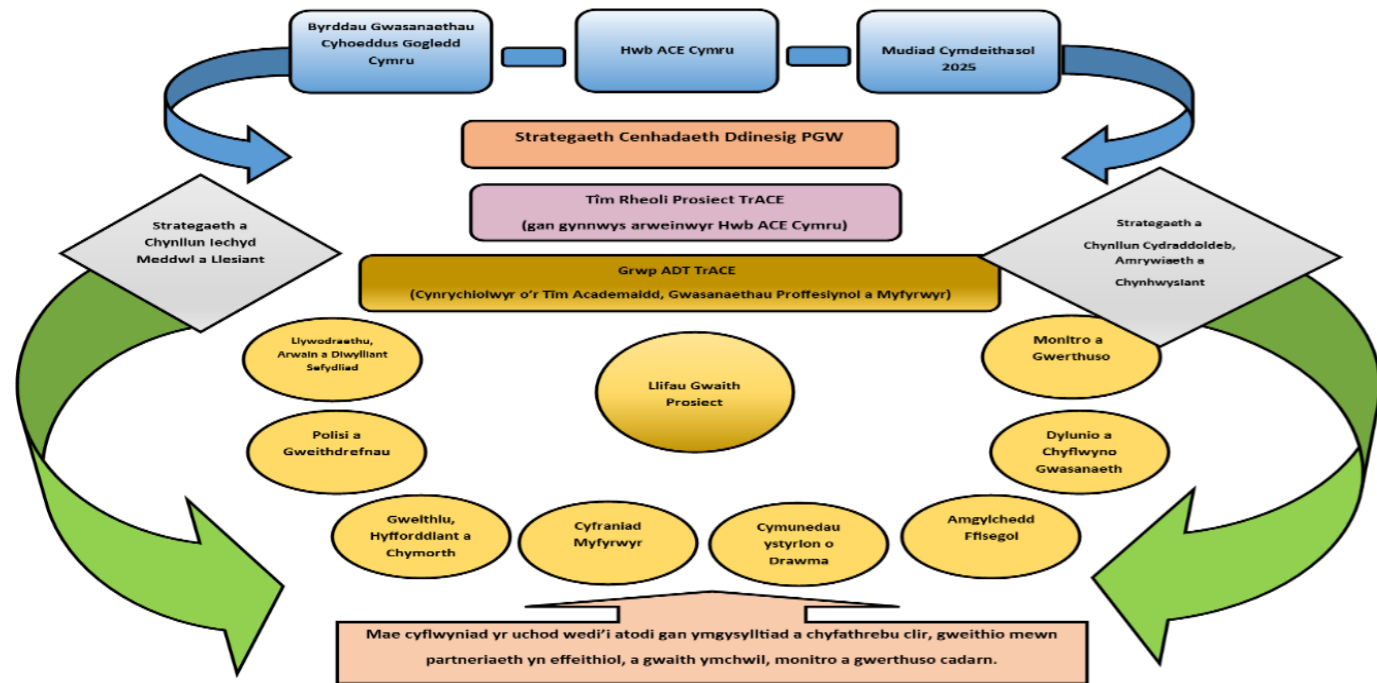 Byrddau Gwasanaethau
Cyhoeddus Gogledd
Cymru
Hwb ACE Cymru
Mudiad Cymdeithasol
2025
Strategaeth Cenhadaeth Ddinesig PGW
Tîm Rheoli Prosiect TrACE
(gan gynnwys arweinwyr Hwb ACE Cymru)
Strategaeth a
Chynllun Iechyd
Meddwl a Llesiant
Strategaeth a
Chynllun Cydraddoldeb,
Amrywiaeth a
Chynhwysiant
Grwp ADT TrACE
(Cynrychiolwyr o'r Tîm Academaidd, Gwasanaethau Proffesiynol a Myfyrwyr)
Llywodraethu,
Arwain a Diwylliant
Sefydliad
Monitro a
Gwerthuso
Llifau Gwaith
Prosiect
Polisi a
Gweithdrefnau
Dylunio a
Chyflwyno
Gwasanaeth
Gweithlu,
Hyfforddiant a
Chymorth
Cyfraniad
Myfyrwyr
Cymunedau
ystyrlon o
Drawma
Amgylchedd
Ffisegol
Mae cyflwyniad yr uchod wedi'i atodi gan ymgysylltiad a chyfathrebu clir, gweithio mewn
partneriaeth yn effeithiol, a gwaith ymchwil, monitro a gwerthuso cadarn.